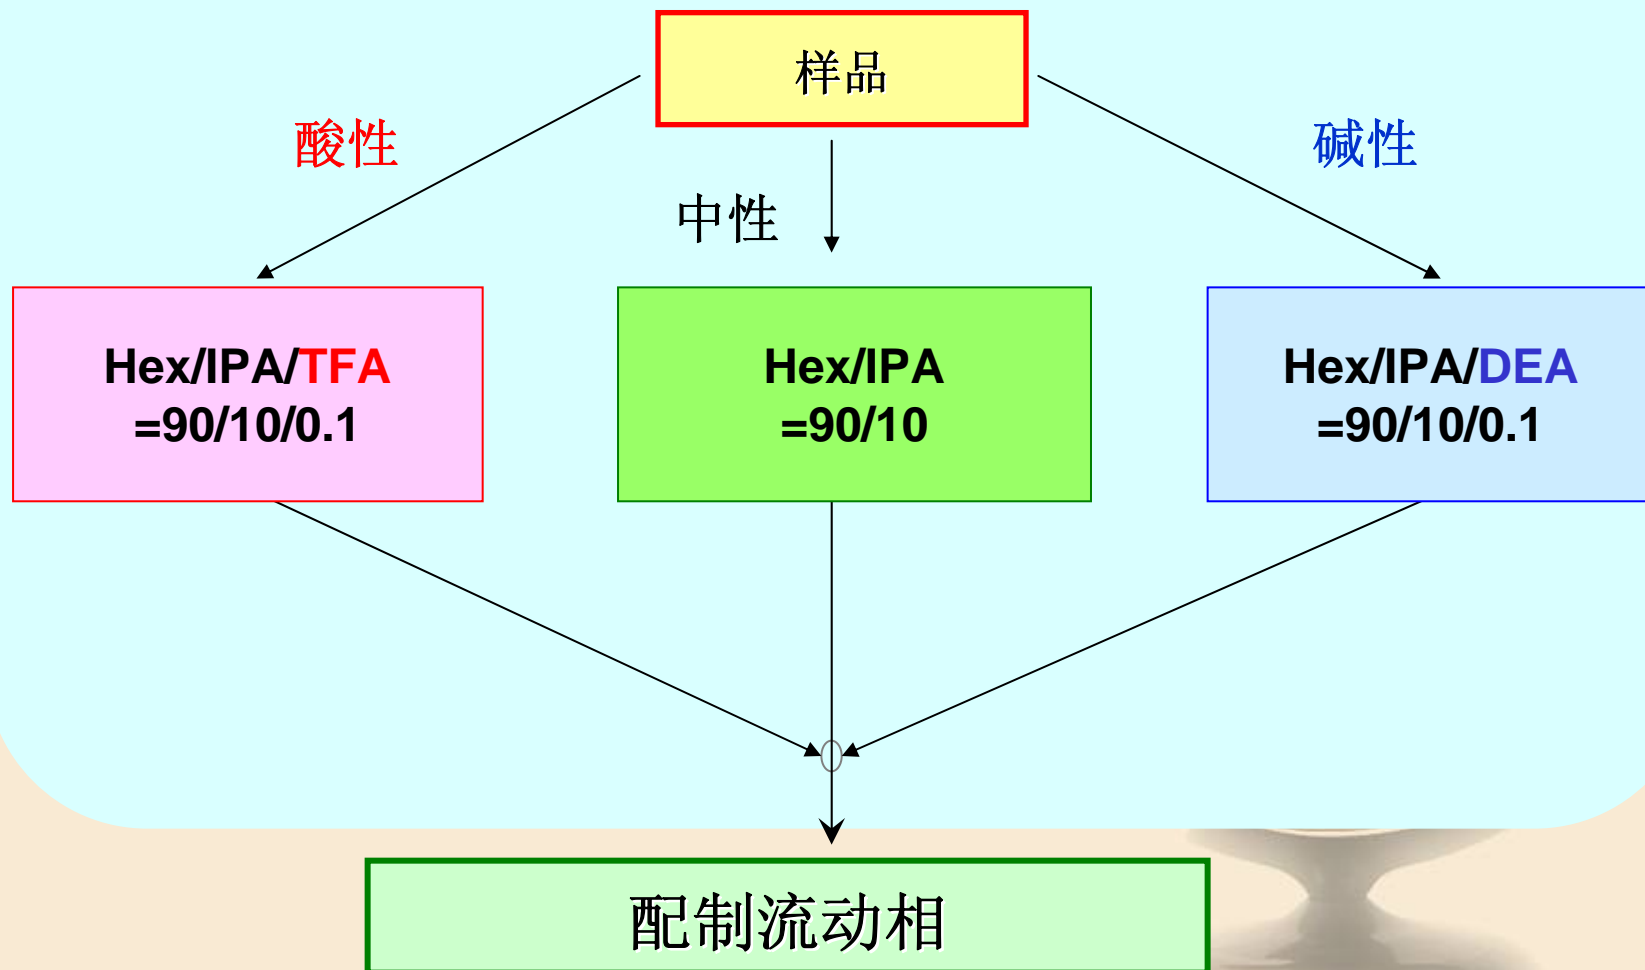 样品
酸性
碱性
中性
Hex/IPA/TFA
=90/10/0.1
Hex/IPA
=90/10
Hex/IPA/DEA
=90/10/0.1
配制流动相